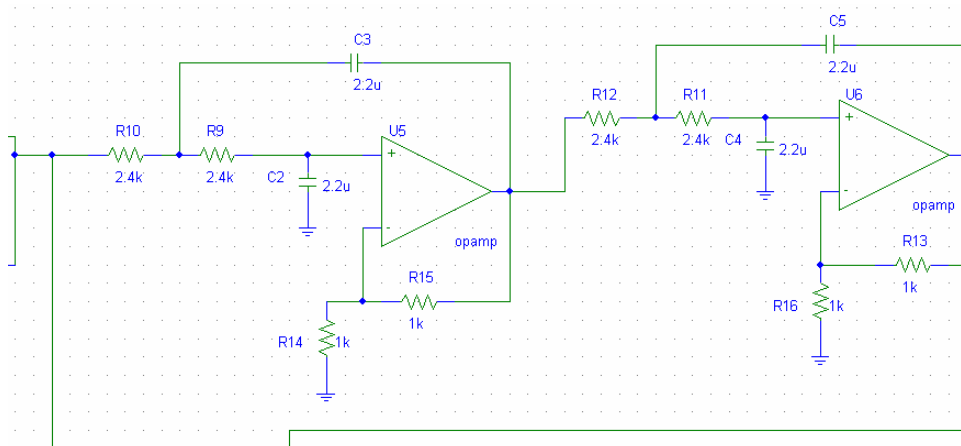 C3
2.2u
C5
2.2u
R10
2.4k
R9
2.4k
C2
2.2u
U5
+
-
opamp
R15
1k
R14
1k
R12
2.4k
R11
2.4k
C4
2.2u
U6
+
-
opamp
R13
1k
R16
1k